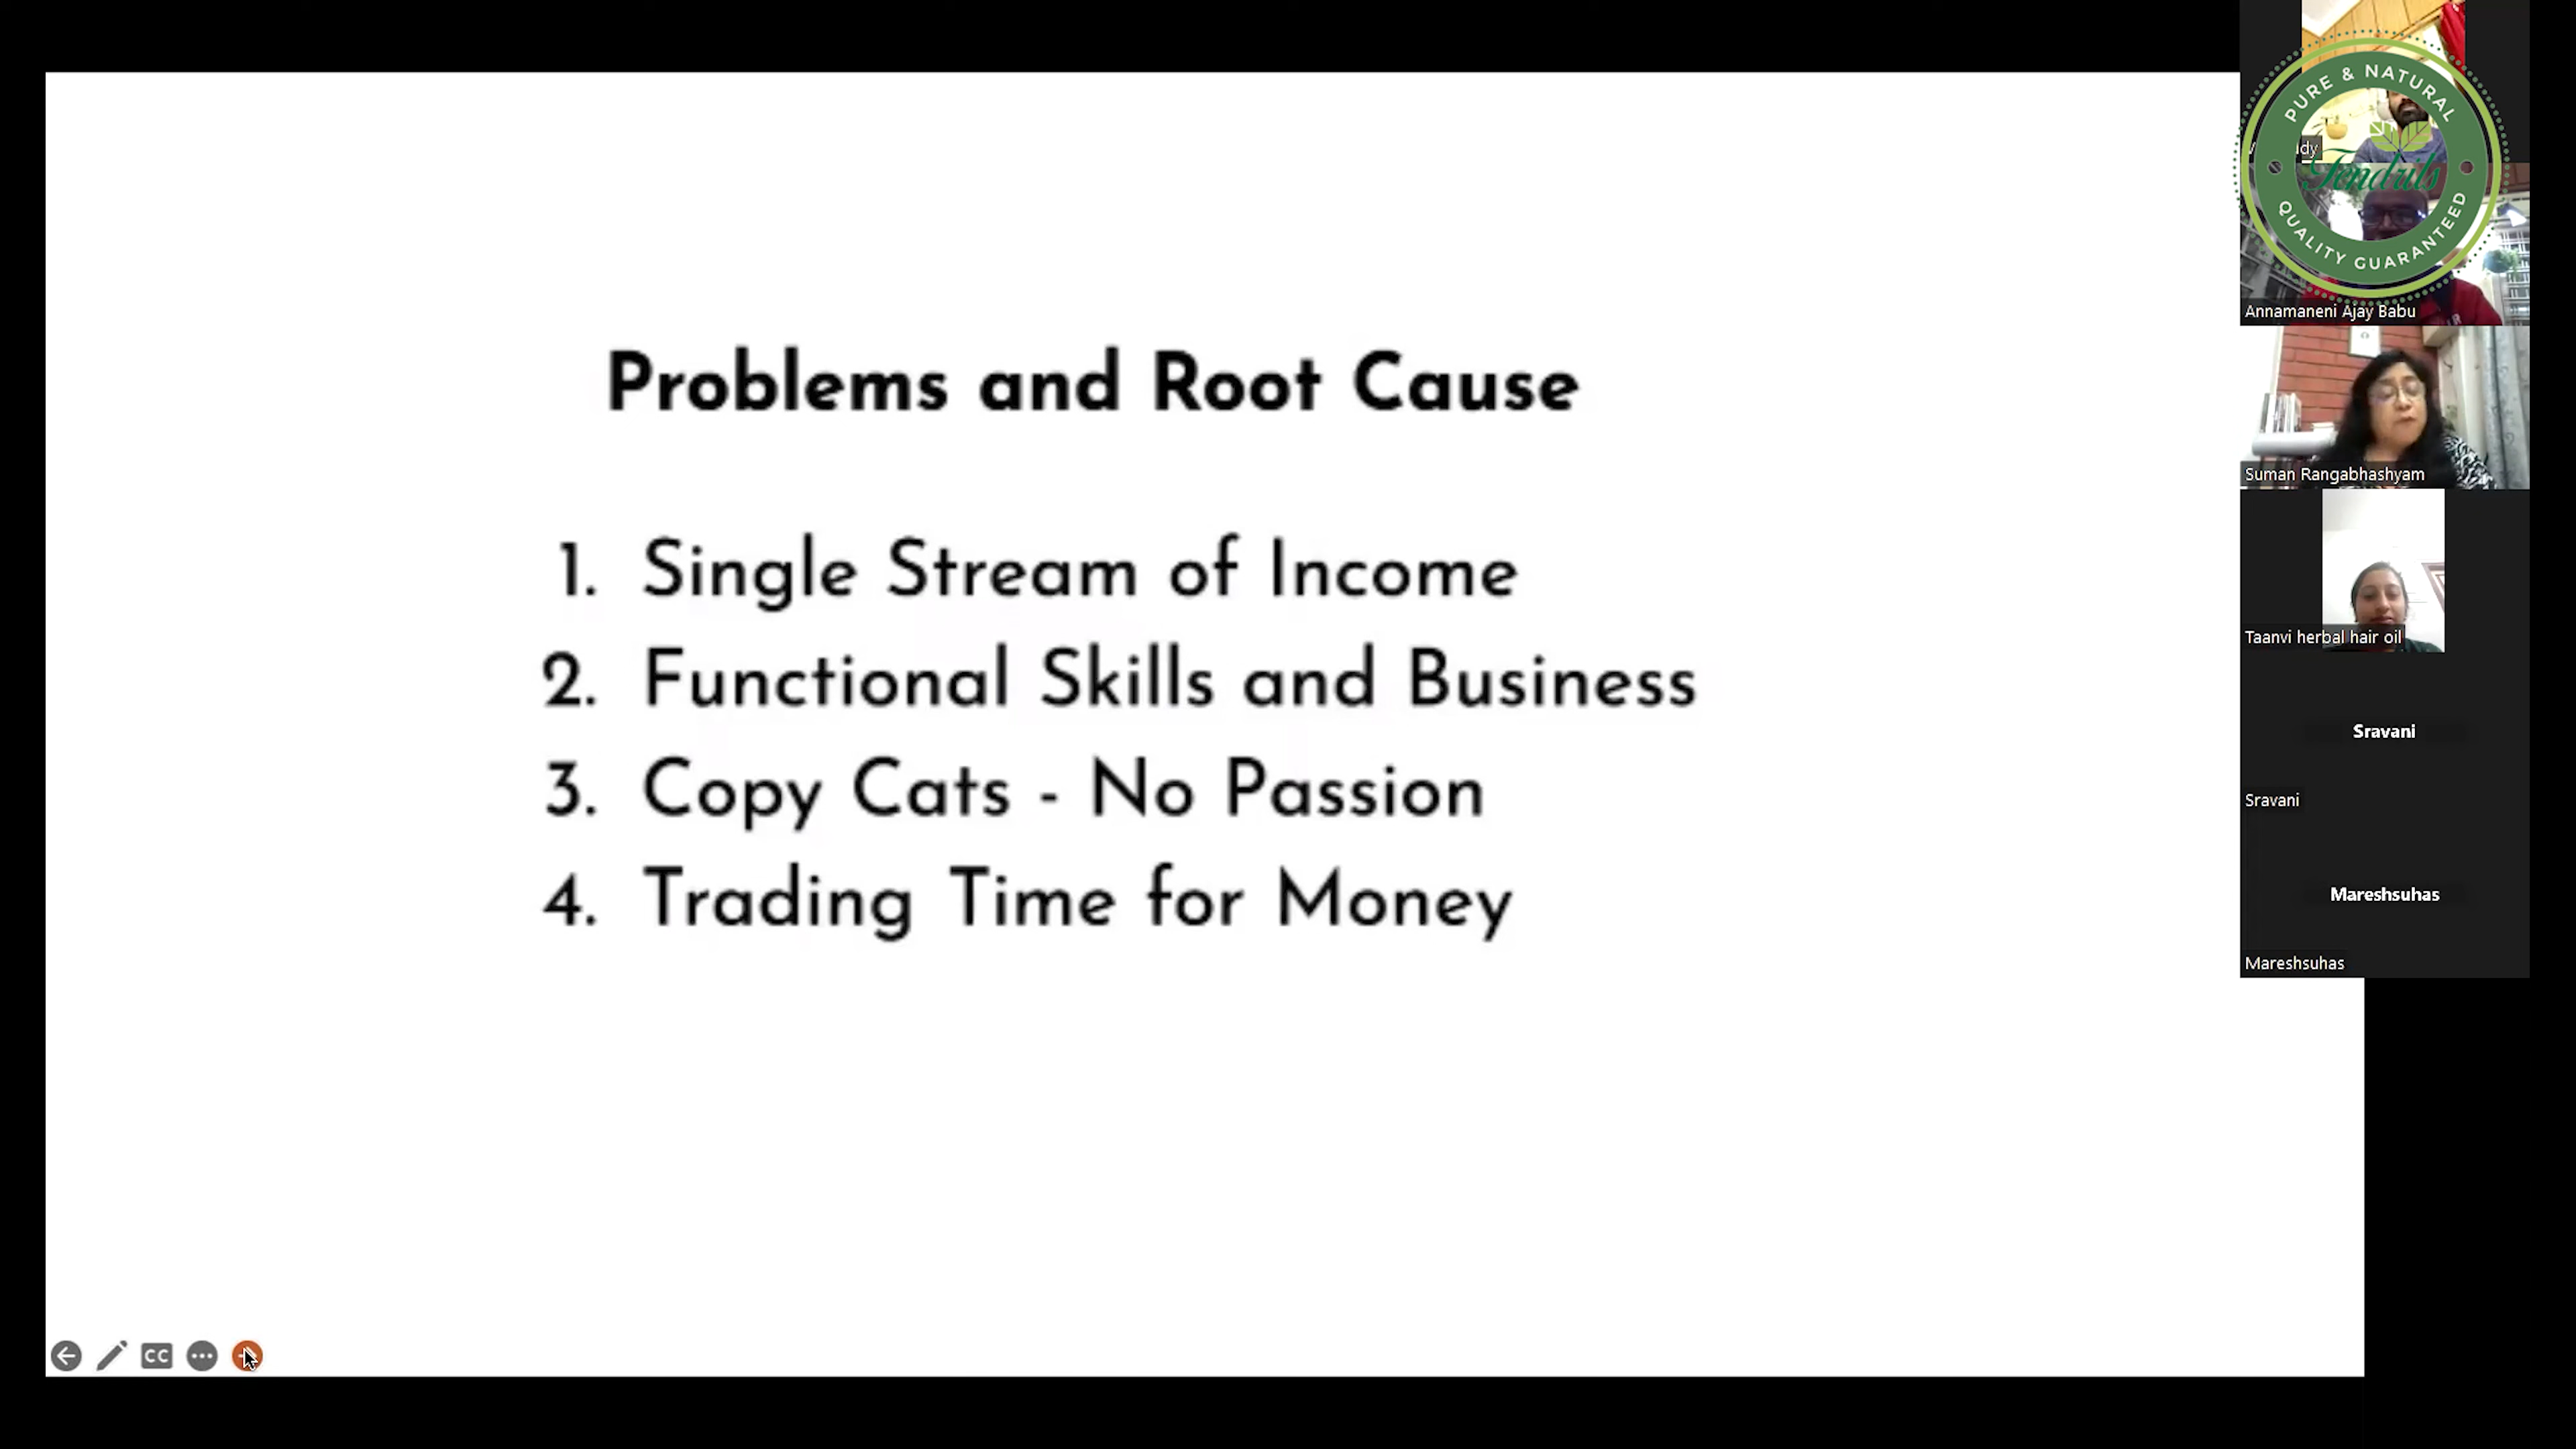 Problems and Root Cause
1. Single Stream of Income
2. Functional Skills and Business
3. Copy Cats - No Passion
4. Trading Time for Money
CC
PURE & NATURAL
Tendrils
QUALITY GUARANTEED
Annamaneni Ajay Babu
Suman Rangabhashyam
Taanvi herbal hair oil
Sravani
Sravani
Mareshsuhas
Mareshsuhas